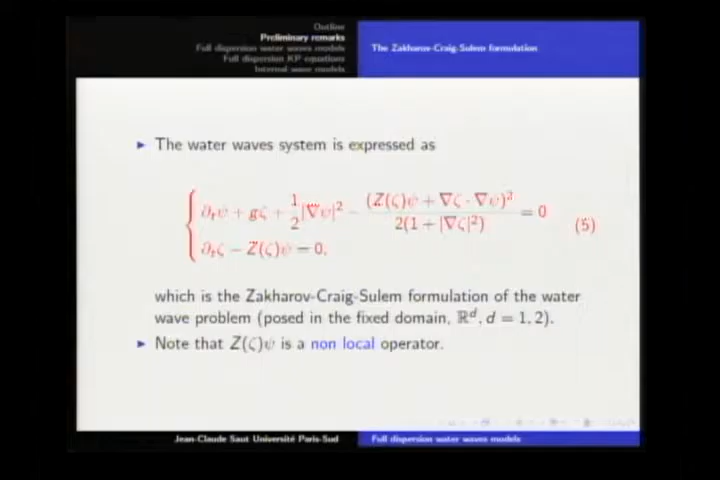 Outline
Preliminary remarks
Full dispersion water waves models
Full dispersion KP equations
Internal wave models
The Zakharov-Craig-Sulem formulation
▶ The water waves system is expressed as
∂ₜψ + gζ + 1/2|∇ψ|² − (Z(ζ)ψ + ∇ζ · ∇ψ)²/2(1 + |∇ζ|²) = 0
∂ₜζ − Z(ζ)ψ = 0,
(5)
which is the Zakharov-Craig-Sulem formulation of the water
wave problem (posed in the fixed domain, ℝᵈ, d = 1, 2).
▶ Note that Z(ζ)ψ is a non local operator.
Jean-Claude Saut Université Paris-Sud
Full dispersion water waves models